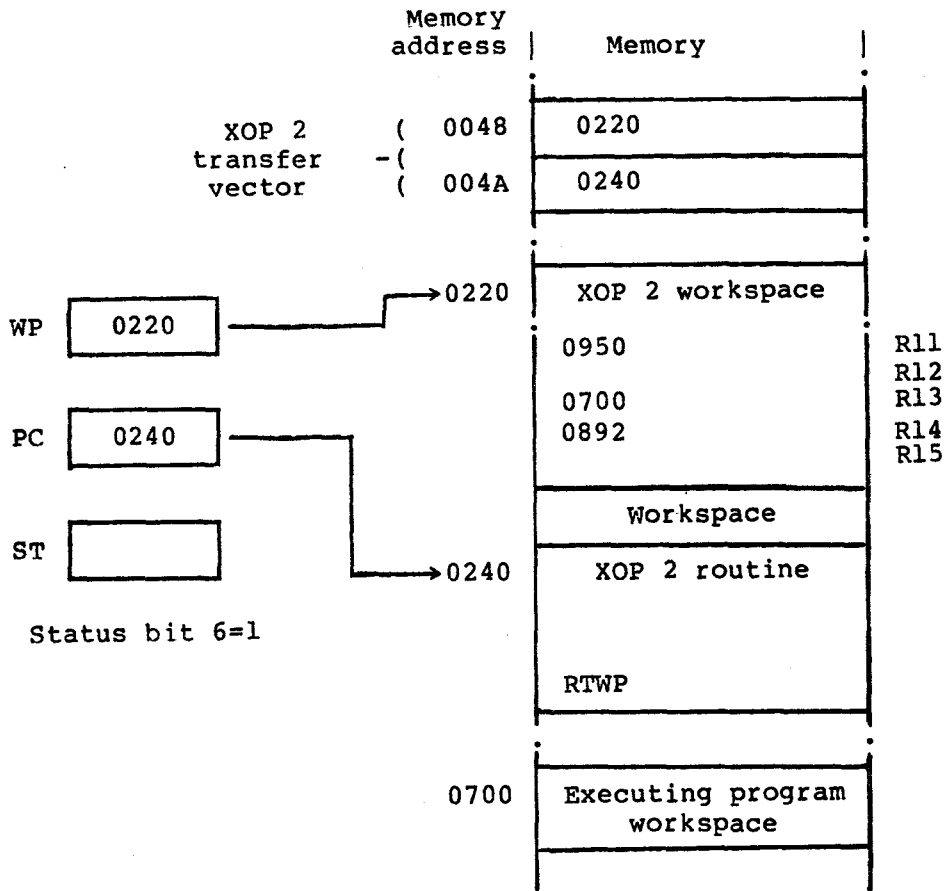 Memory
address | Memory |
XOP 2 ( 0048 0220
transfer -(
vector ( 004A 0240
0220 XOP 2 workspace
WP 0220
0950 R11
R12
0700 R13
PC 0240 0892 R14
R15
Workspace
ST
0240 XOP 2 routine
Status bit 6=1
RTWP
0700 Executing program
workspace